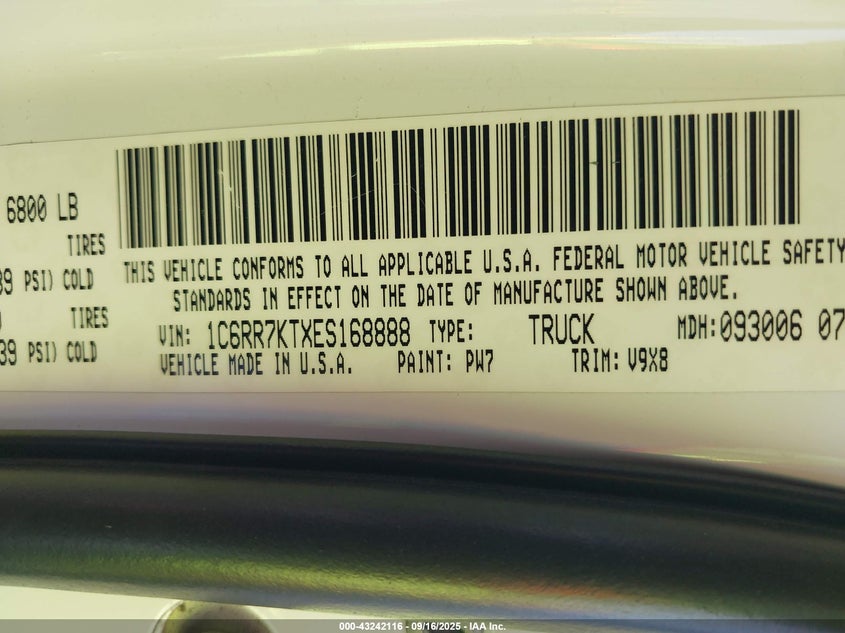 6800 LB
TIRES
39 PSI) COLD
TIRES
39 PSI) COLD
THIS VEHICLE CONFORMS TO ALL APPLICABLE U.S.A. FEDERAL MOTOR VEHICLE SAFETY
STANDARDS IN EFFECT ON THE DATE OF MANUFACTURE SHOWN ABOVE.
VIN: 1C6RR7KTXES168888 TYPE: TRUCK MDH:093006 07
VEHICLE MADE IN U.S.A. PAINT: PW7 TRIM: V9X8
000-43242116 - 09/16/2025 - IAA Inc.